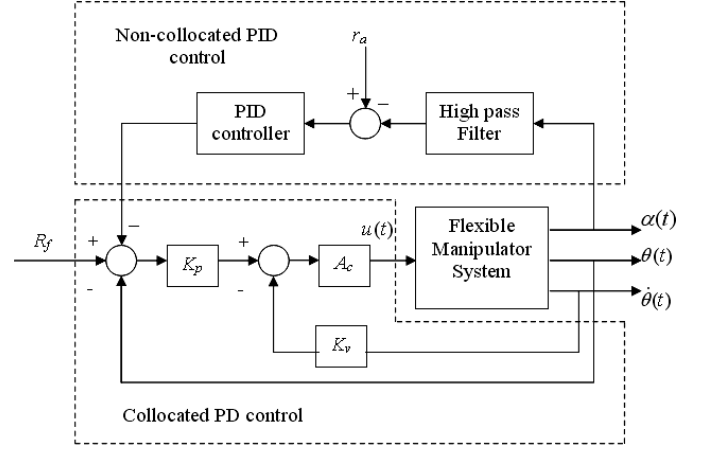 Non-collocated PID
control
r_a
+
−
PID
controller
High pass
Filter
−
R_f
+
-
K_p
+
-
A_c
u(t)
Flexible
Manipulator
System
α(t)
θ(t)
θ̇(t)
K_v
Collocated PD control